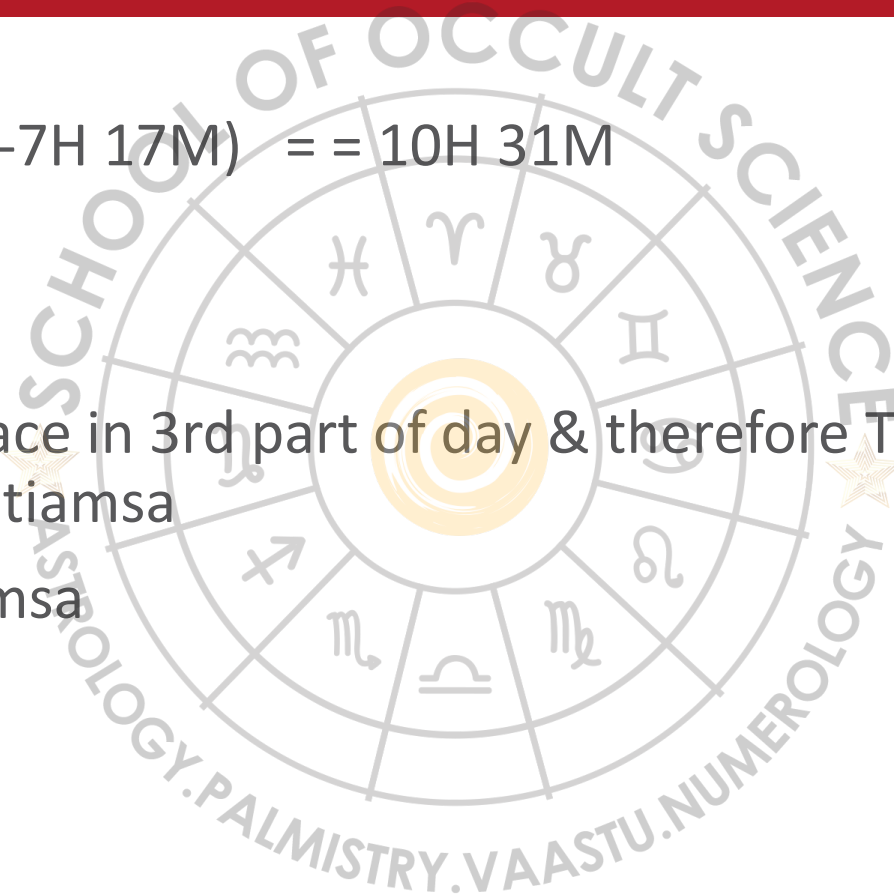 -7H 17M) = = 10H 31M
ace in 3rd part of day & therefore T
tiamsa
msa
SCHOOL OF OCCULT SCIENCE
ASTROLOGY.PALMISTRY.VAASTU.NUMEROLOGY